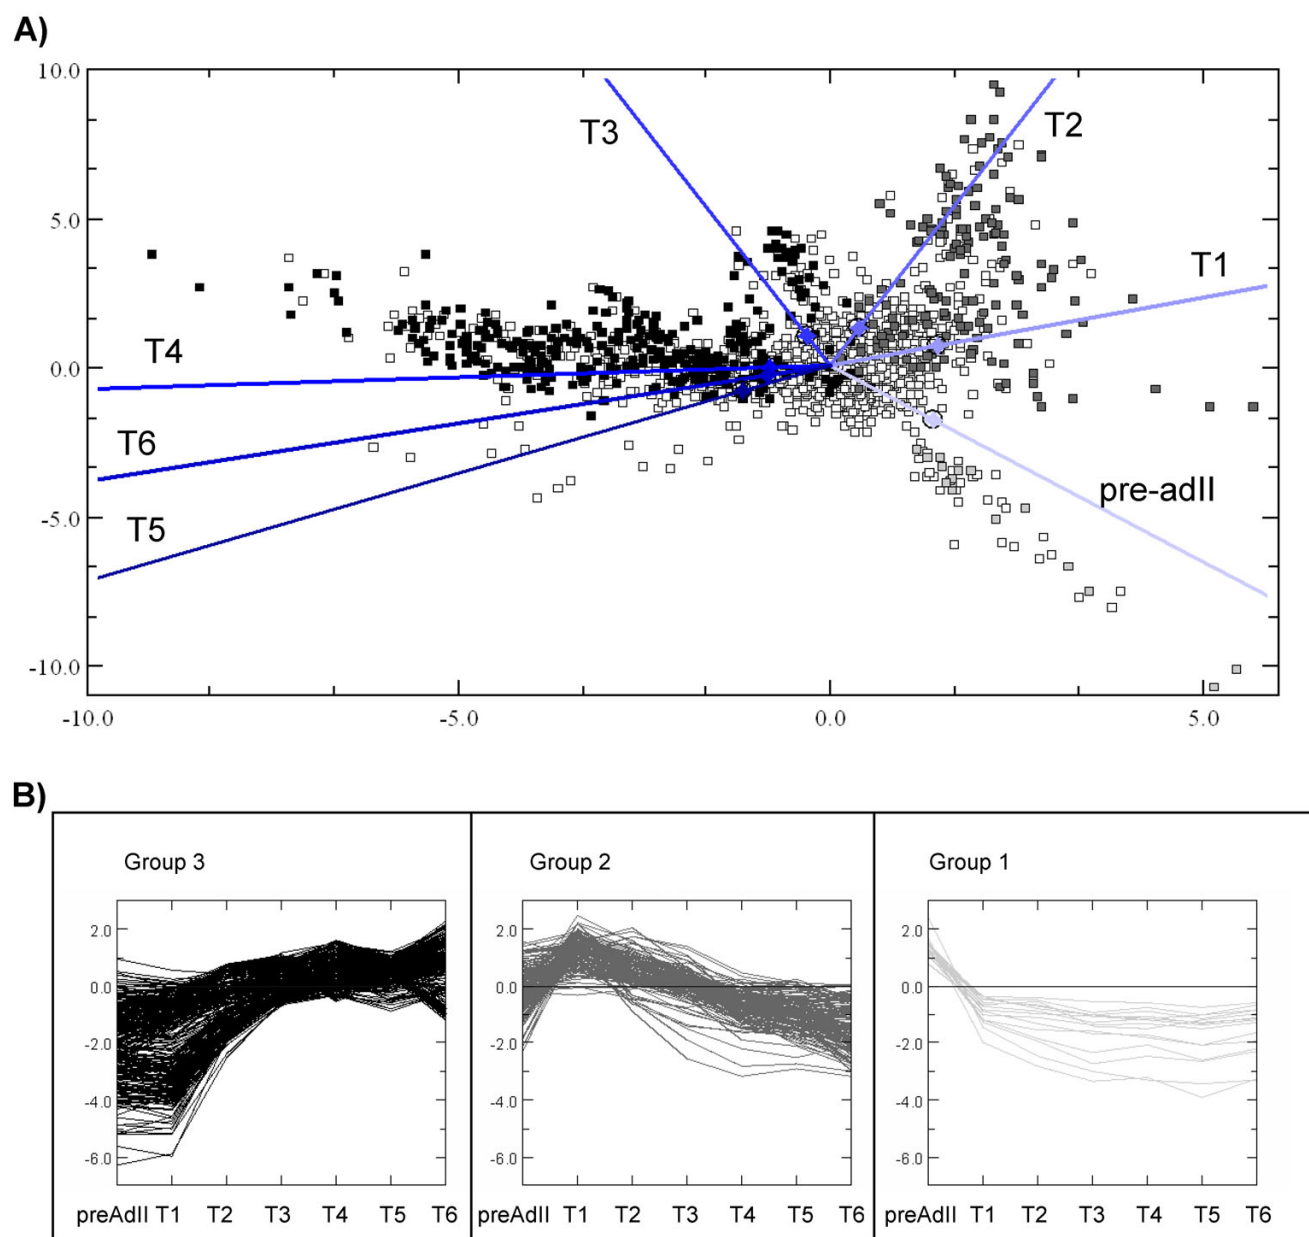 A)
10.0
T3
T2
5.0
T1
T4
0.0
T6
pre-adII
T5
-5.0
-10.0
-10.0 -5.0 0.0 5.0
B)
Group 3 Group 2 Group 1
2.0 2.0 2.0
0.0 0.0 0.0
-2.0 -2.0 -2.0
-4.0 -4.0 -4.0
-6.0 -6.0 -6.0
preAdII T1 T2 T3 T4 T5 T6 preAdII T1 T2 T3 T4 T5 T6 preAdII T1 T2 T3 T4 T5 T6